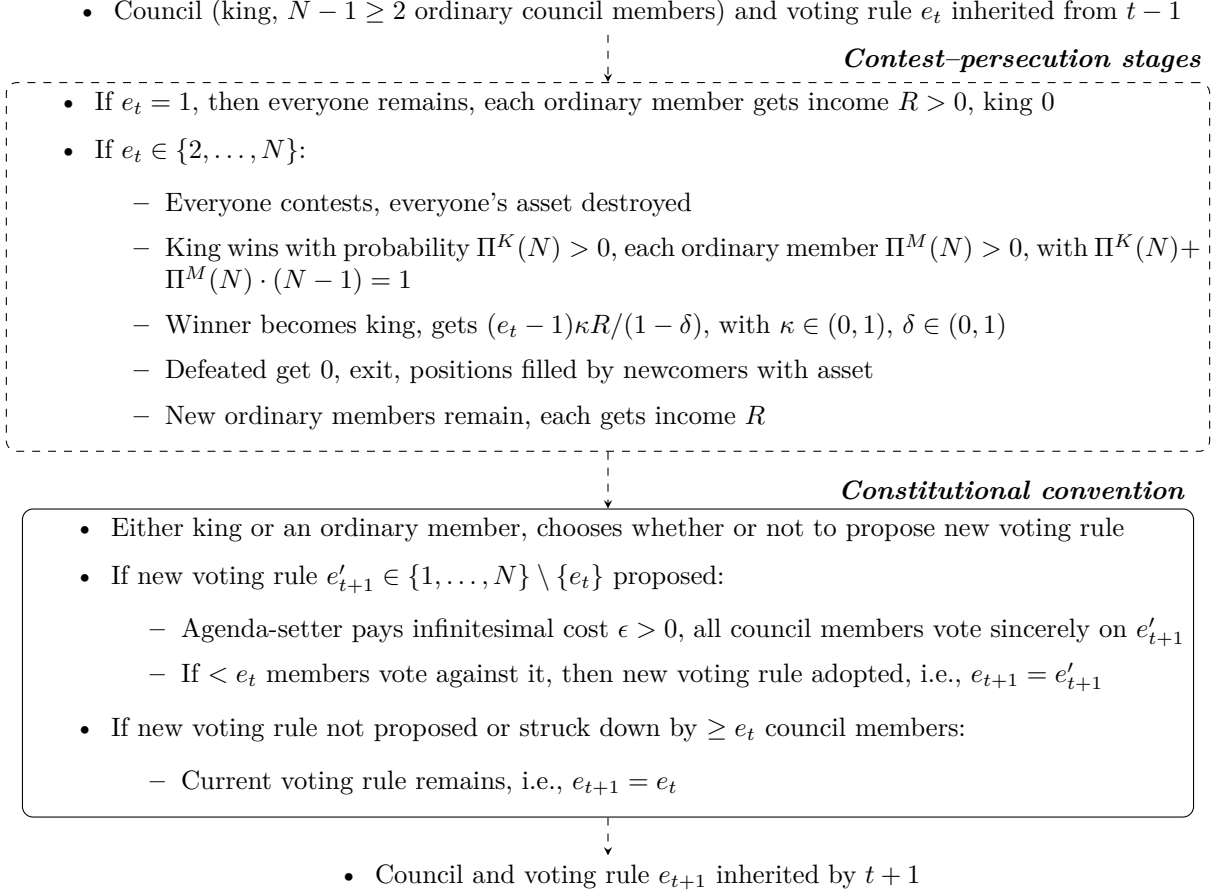 • Council (king, N − 1 ≥ 2 ordinary council members) and voting rule e_t inherited from t − 1
Contest–persecution stages
• If e_t = 1, then everyone remains, each ordinary member gets income R > 0, king 0
• If e_t ∈ {2, . . . , N}:
– Everyone contests, everyone's asset destroyed
– King wins with probability Π^K(N) > 0, each ordinary member Π^M(N) > 0, with Π^K(N)+
Π^M(N) · (N − 1) = 1
– Winner becomes king, gets (e_t − 1)κR/(1 − δ), with κ ∈ (0, 1), δ ∈ (0, 1)
– Defeated get 0, exit, positions filled by newcomers with asset
– New ordinary members remain, each gets income R
Constitutional convention
• Either king or an ordinary member, chooses whether or not to propose new voting rule
• If new voting rule e′_{t+1} ∈ {1, . . . , N} \ {e_t} proposed:
– Agenda-setter pays infinitesimal cost ϵ > 0, all council members vote sincerely on e′_{t+1}
– If < e_t members vote against it, then new voting rule adopted, i.e., e_{t+1} = e′_{t+1}
• If new voting rule not proposed or struck down by ≥ e_t council members:
– Current voting rule remains, i.e., e_{t+1} = e_t
• Council and voting rule e_{t+1} inherited by t + 1